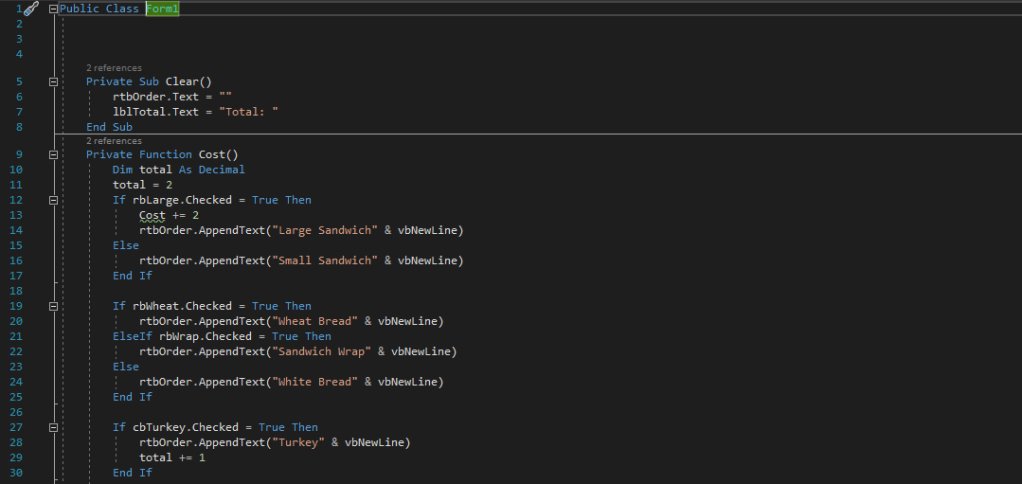 1 Public Class Form1
2
3
4
2 references
5 Private Sub Clear()
6 rtbOrder.Text = ""
7 lblTotal.Text = "Total: "
8 End Sub
2 references
9 Private Function Cost()
10 Dim total As Decimal
11 total = 2
12 If rbLarge.Checked = True Then
13 Cost += 2
14 rtbOrder.AppendText("Large Sandwich" & vbNewLine)
15 Else
16 rtbOrder.AppendText("Small Sandwich" & vbNewLine)
17 End If
18
19 If rbWheat.Checked = True Then
20 rtbOrder.AppendText("Wheat Bread" & vbNewLine)
21 ElseIf rbWrap.Checked = True Then
22 rtbOrder.AppendText("Sandwich Wrap" & vbNewLine)
23 Else
24 rtbOrder.AppendText("White Bread" & vbNewLine)
25 End If
26
27 If cbTurkey.Checked = True Then
28 rtbOrder.AppendText("Turkey" & vbNewLine)
29 total += 1
30 End If